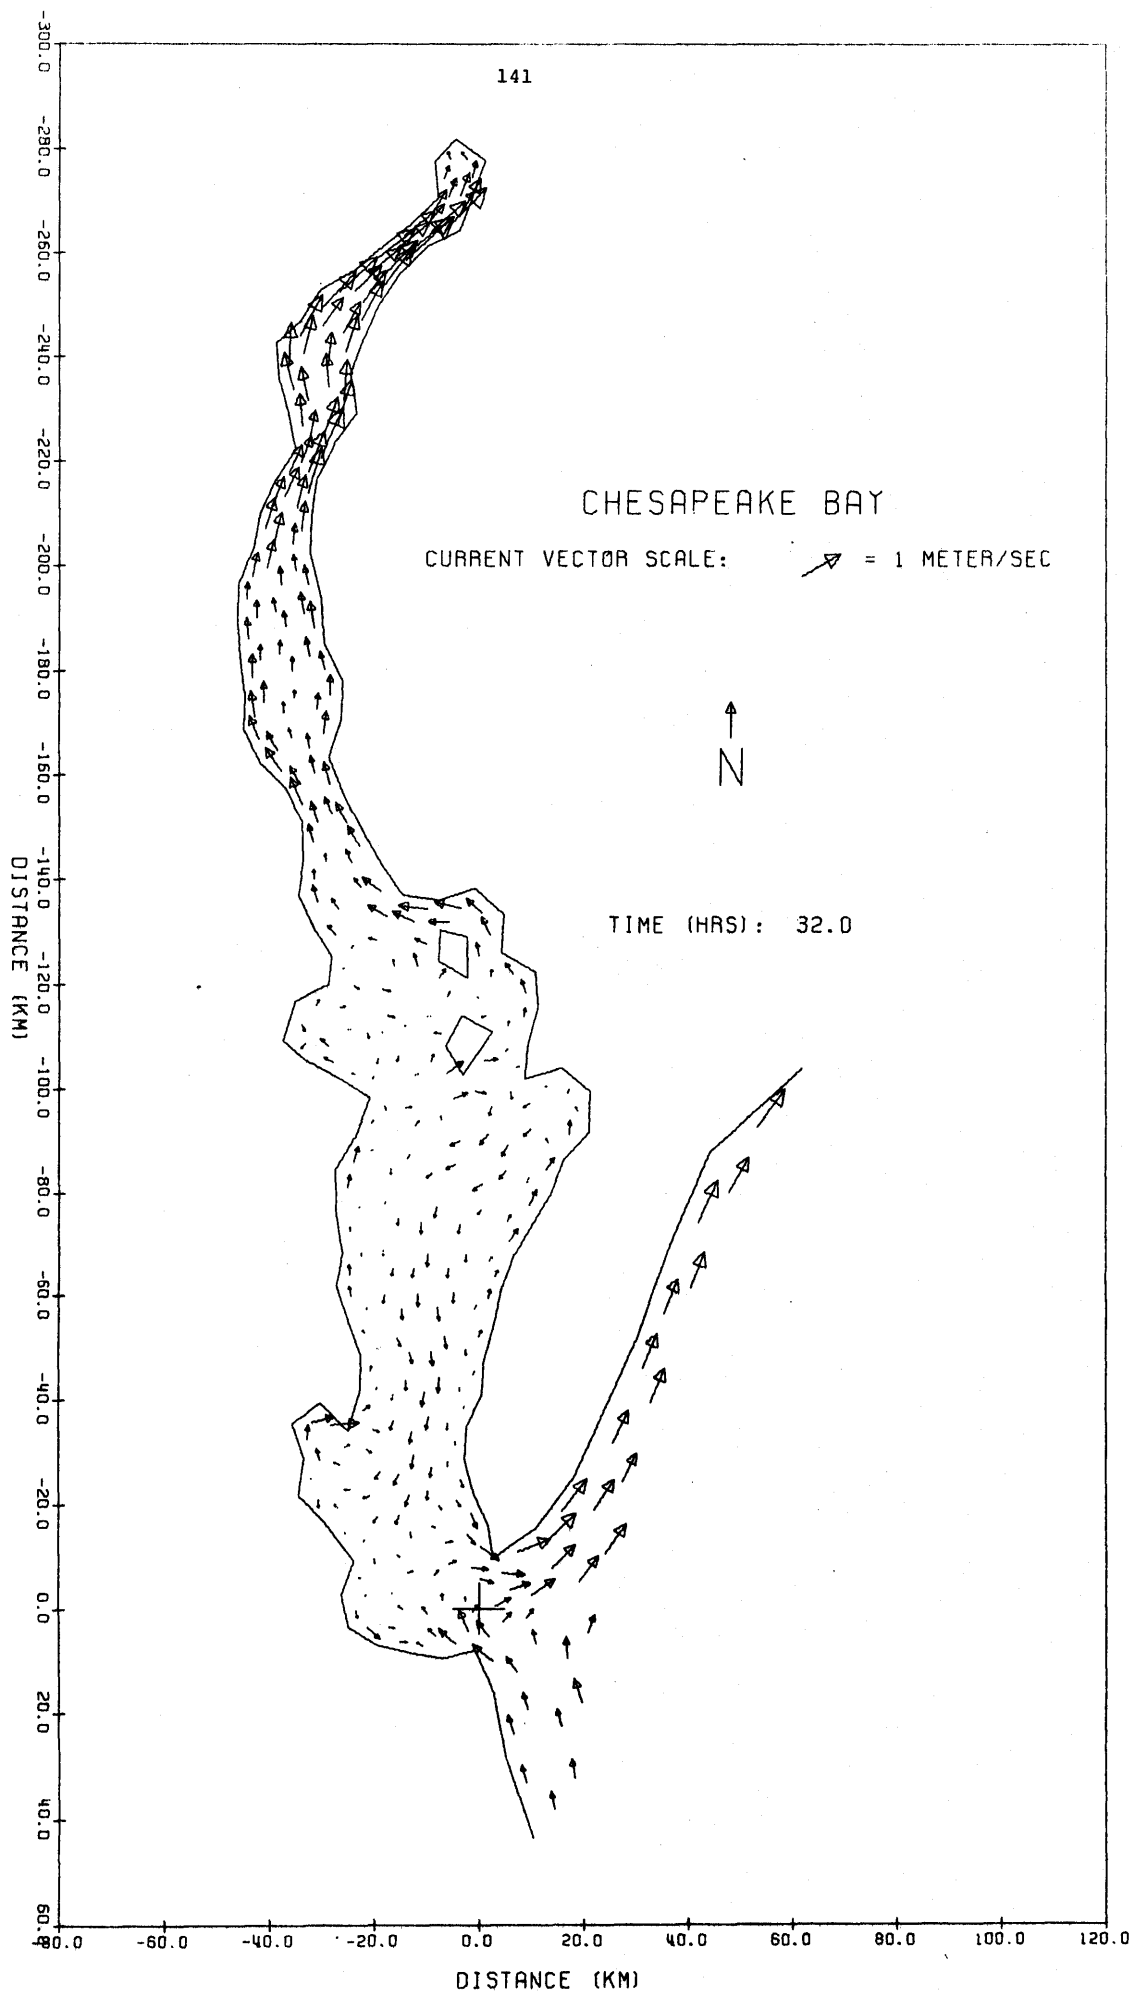 141
-300.0
-280.0
-260.0
-240.0
-220.0
-200.0
-180.0
-160.0
-140.0
-120.0
-100.0
-80.0
-60.0
-40.0
-20.0
0.0
20.0
40.0
60.0
DISTANCE (KM)
CHESAPEAKE BAY
CURRENT VECTOR SCALE: = 1 METER/SEC
N
TIME (HRS): 32.0
-80.0 -60.0 -40.0 -20.0 0.0 20.0 40.0 60.0 80.0 100.0 120.0
DISTANCE (KM)